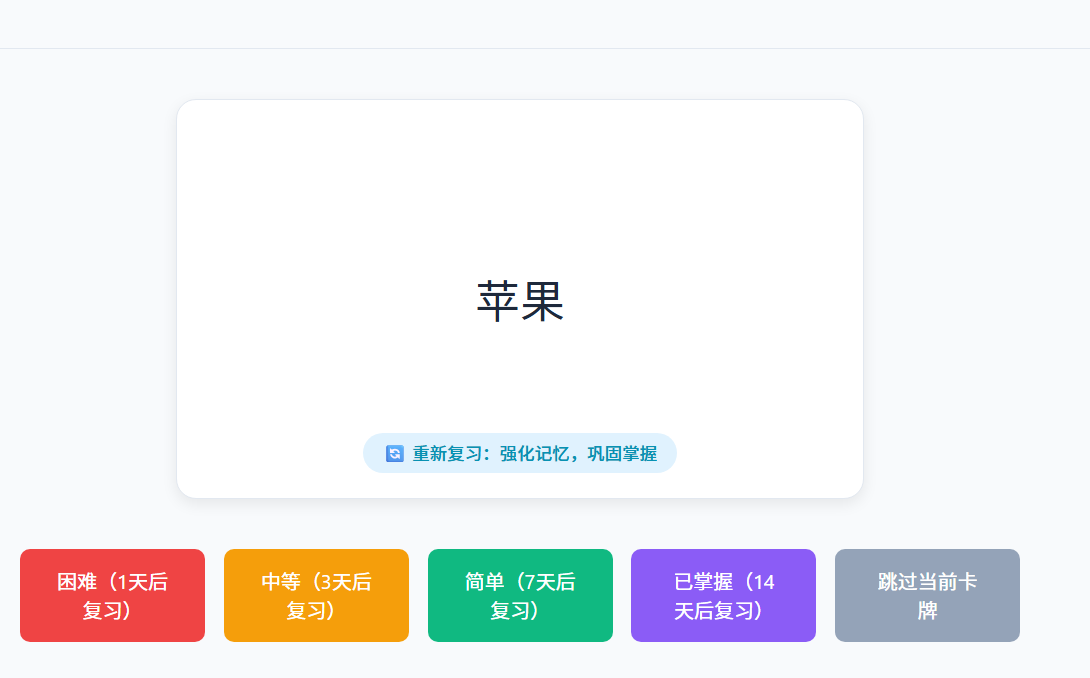 苹果
重新复习：强化记忆，巩固掌握
困难（1天后
复习）
中等（3天后
复习）
简单（7天后
复习）
已掌握（14
天后复习）
跳过当前卡
牌